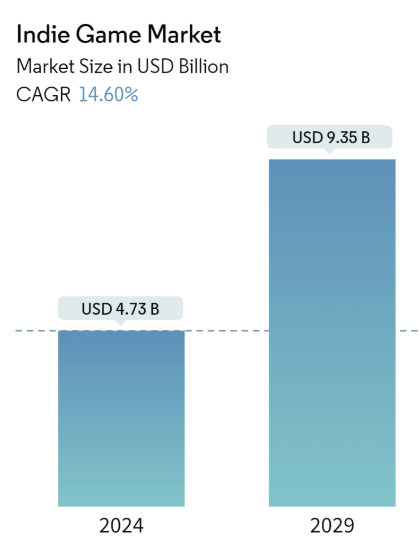 Indie Game Market
Market Size in USD Billion
CAGR 14.60%
USD 9.35 B
USD 4.73 B
2024 2029